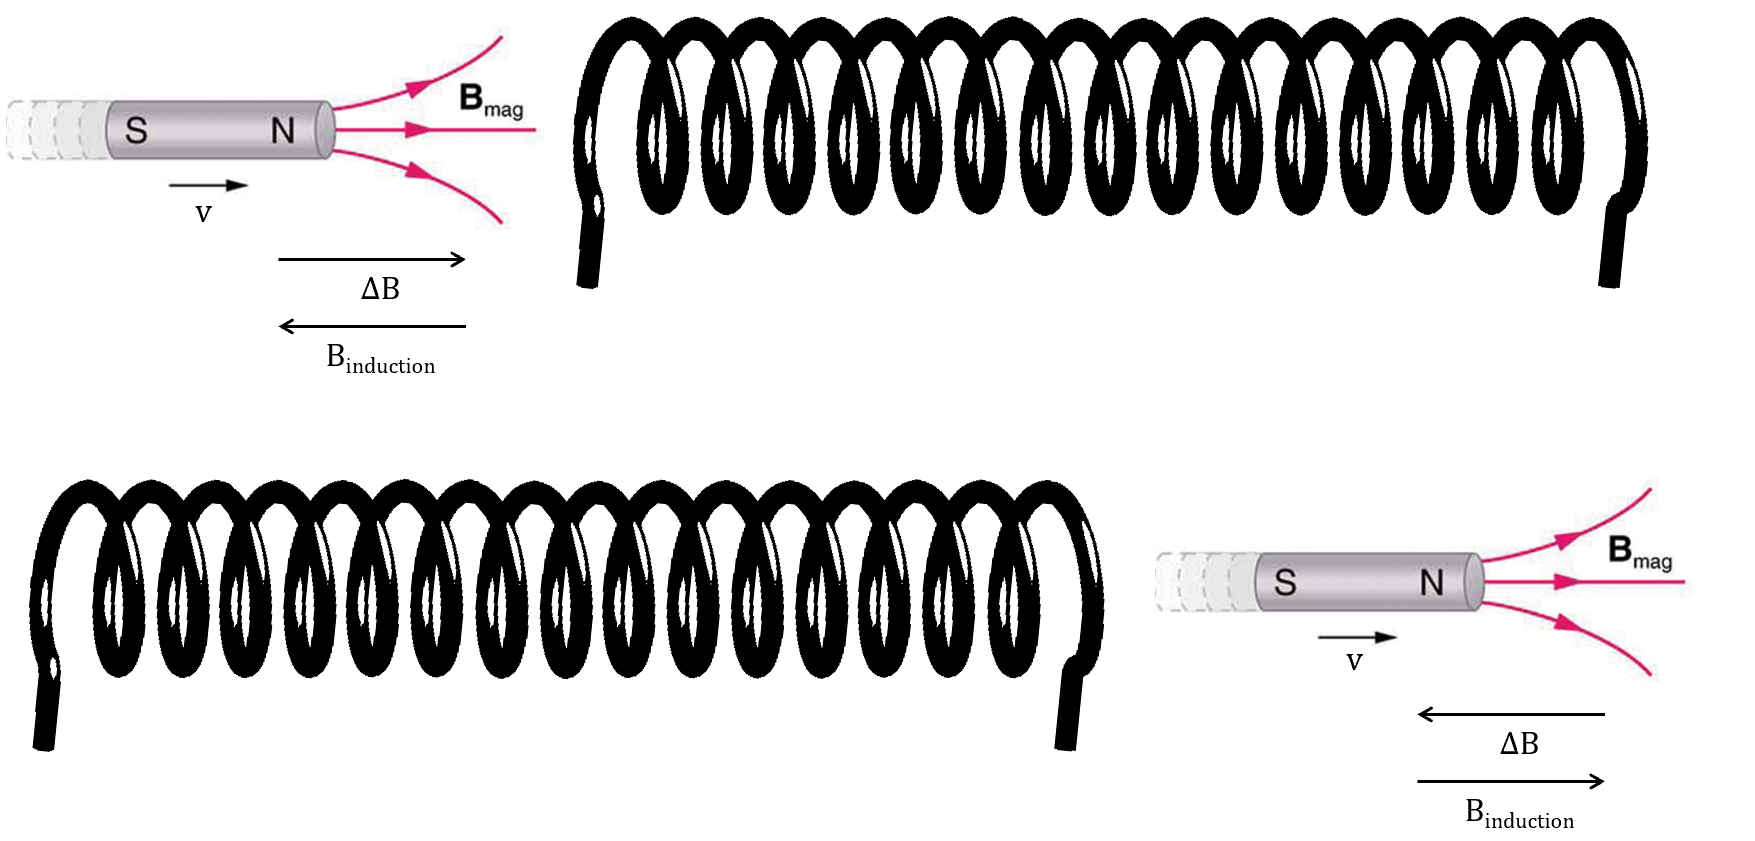 S N
B_mag
v
ΔB
B_induction
S N
B_mag
v
ΔB
B_induction